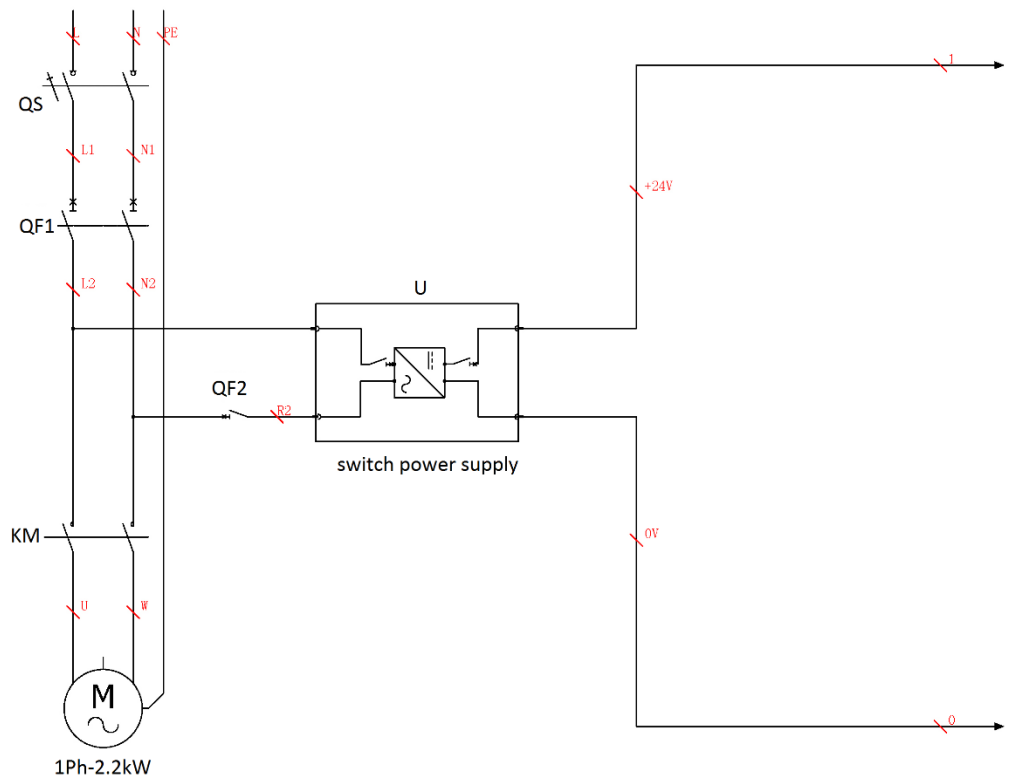 L N PE
1
QS
L1 N1
+24V
QF1
L2 N2
U
QF2
R2
switch power supply
KM
0V
U W
M
0
1Ph-2.2kW